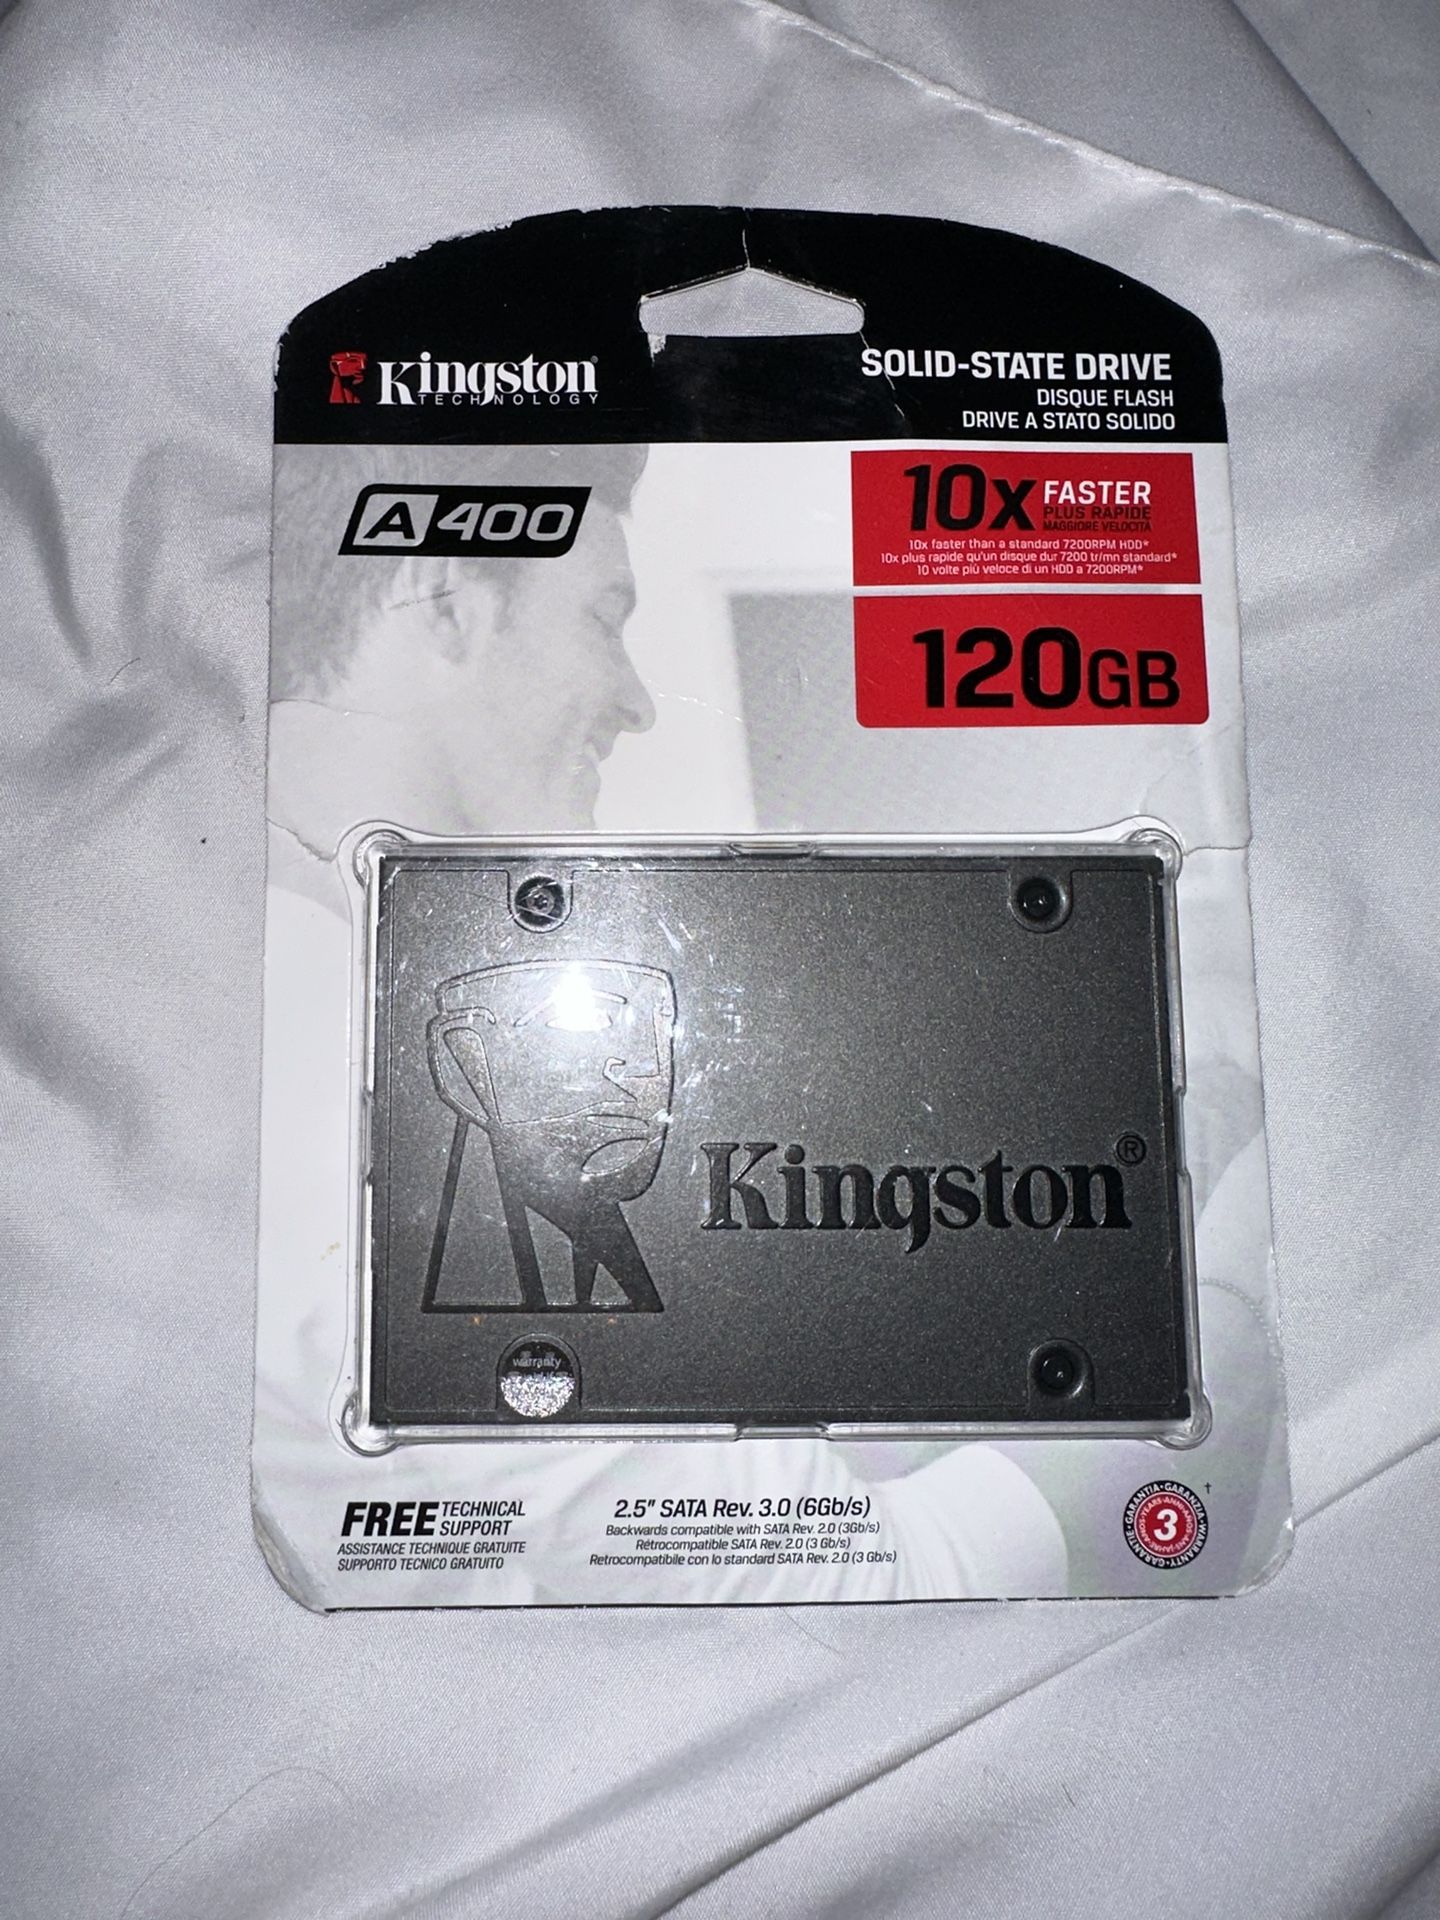 Kingston®
TECHNOLOGY
SOLID-STATE DRIVE
DISQUE FLASH
DRIVE A STATO SOLIDO
A400
10x FASTER
PLUS RAPIDE
MAGGIORE VELOCITÀ
10x faster than a standard 7200RPM HDD*
10x plus rapide qu'un disque dur 7200 tr/mn standard*
10 volte più veloce di un HDD a 7200RPM*
120GB
Kingston®
warranty
FREE TECHNICAL
SUPPORT
ASSISTANCE TECHNIQUE GRATUITE
SUPPORTO TECNICO GRATUITO
2.5" SATA Rev. 3.0 (6Gb/s)
Backwards compatible with SATA Rev. 2.0 (3Gb/s)
Rétrocompatible SATA Rev. 2.0 (3 Gb/s)
Retrocompatibile con lo standard SATA Rev. 2.0 (3 Gb/s)
GARANTIA•GARANZIA•WARRANTY•GARANTIE•
3
†